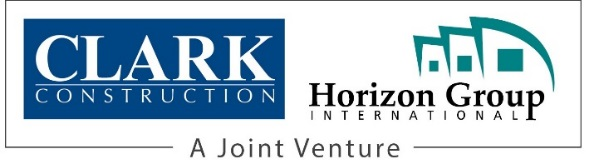 CLARK
CONSTRUCTION
Horizon Group
INTERNATIONAL
A Joint Venture